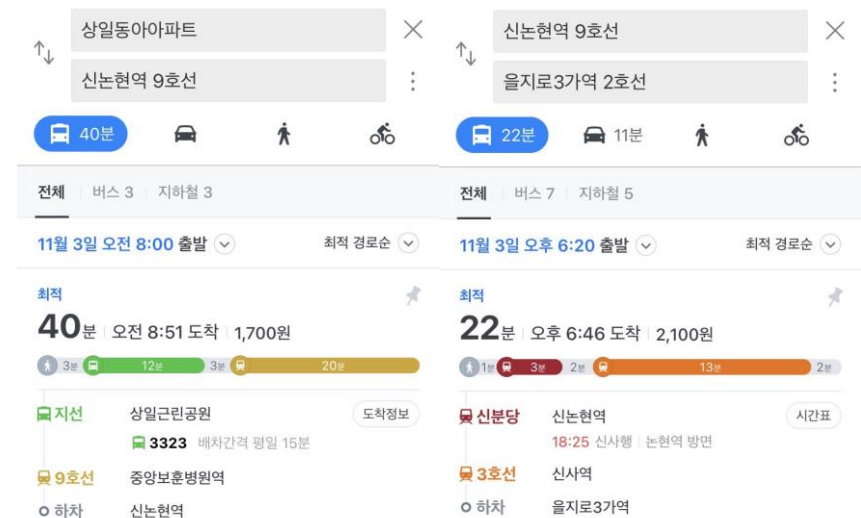 상일동아아파트
신논현역 9호선
40분
전체 버스 3 지하철 3
11월 3일 오전 8:00 출발 최적 경로순
최적
40분 오전 8:51 도착 1,700원
3분 12분 3분 20분
지선 상일근린공원 도착정보
3323 배차간격 평일 15분
9호선 중앙보훈병원역
하차 신논현역
신논현역 9호선
을지로3가역 2호선
22분 11분
전체 버스 7 지하철 5
11월 3일 오후 6:20 출발 최적 경로순
최적
22분 오후 6:46 도착 2,100원
1분 3분 2분 13분 2분
신분당 신논현역 시간표
18:25 신사행 논현역 방면
3호선 신사역
하차 을지로3가역